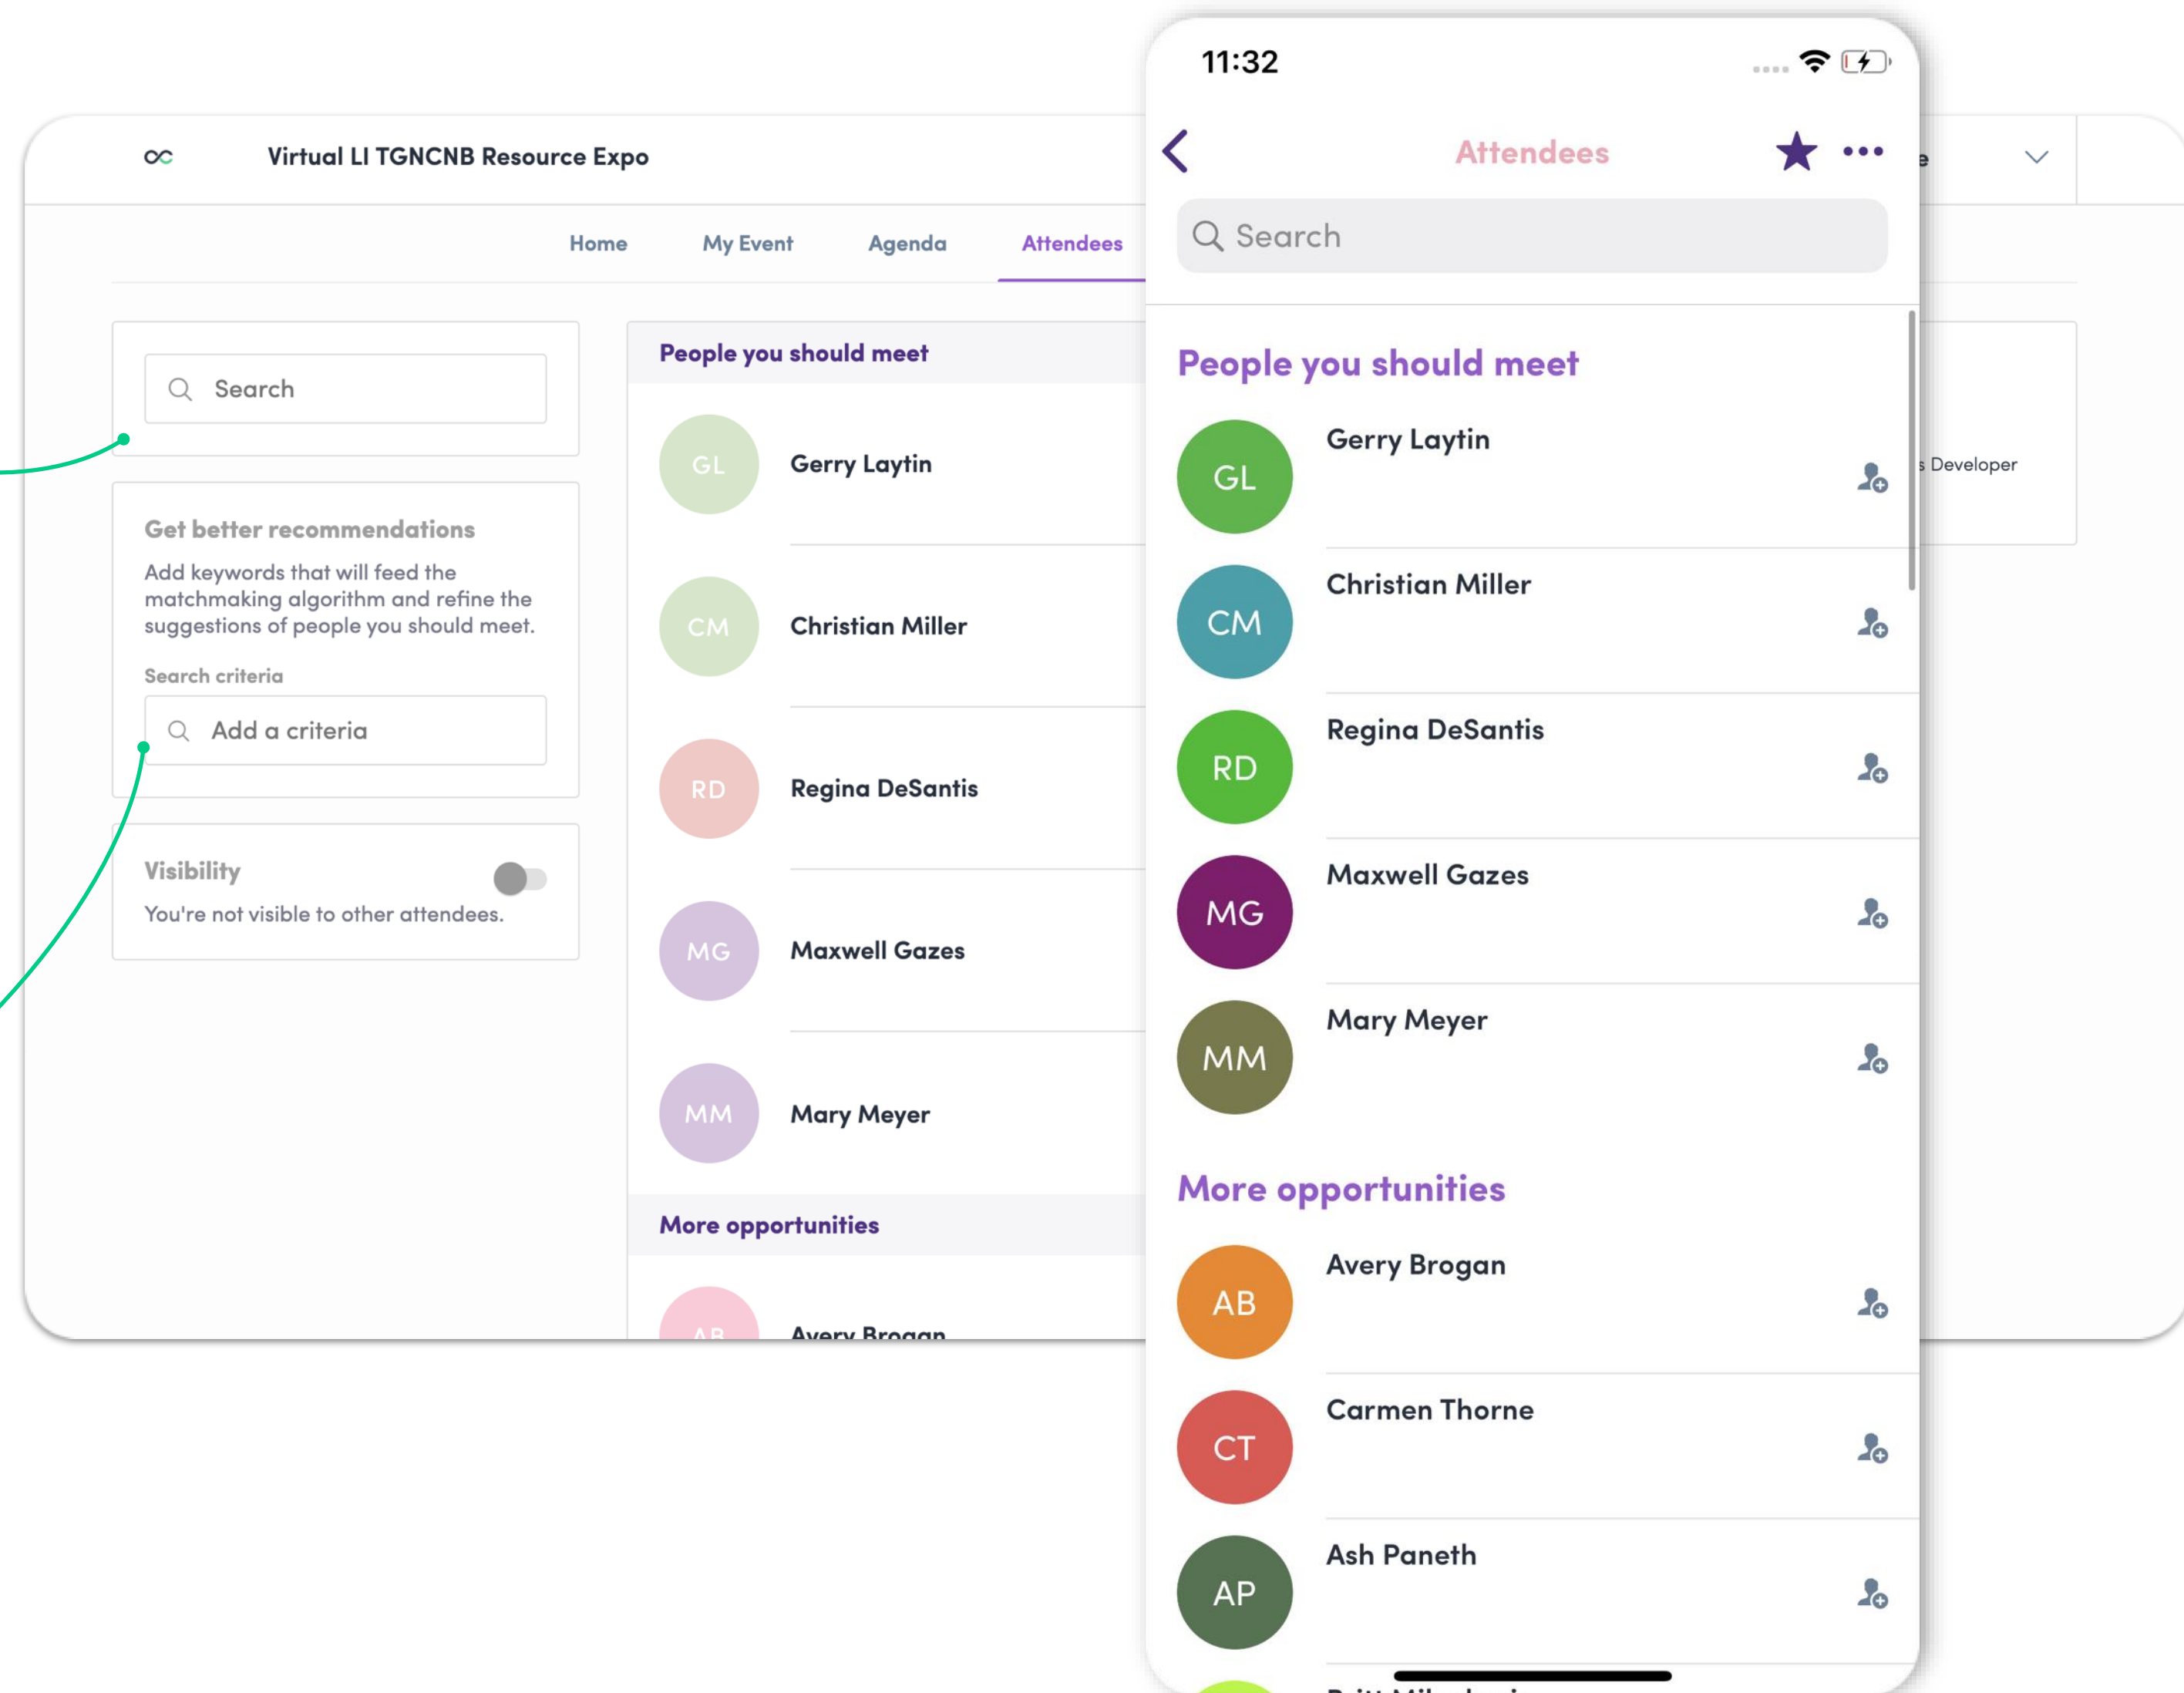 Virtual LI TGNCNB Resource Expo
Home My Event Agenda Attendees
Search
Get better recommendations
Add keywords that will feed the
matchmaking algorithm and refine the
suggestions of people you should meet.
Search criteria
Add a criteria
Visibility
You're not visible to other attendees.
People you should meet
GL Gerry Laytin
CM Christian Miller
RD Regina DeSantis
MG Maxwell Gazes
MM Mary Meyer
More opportunities
AB Avery Brogan
11:32
Attendees
Search
People you should meet
Gerry Laytin
GL
Christian Miller
CM
Regina DeSantis
RD
Maxwell Gazes
MG
Mary Meyer
MM
More opportunities
Avery Brogan
AB
Carmen Thorne
CT
Ash Paneth
AP
e
s Developer